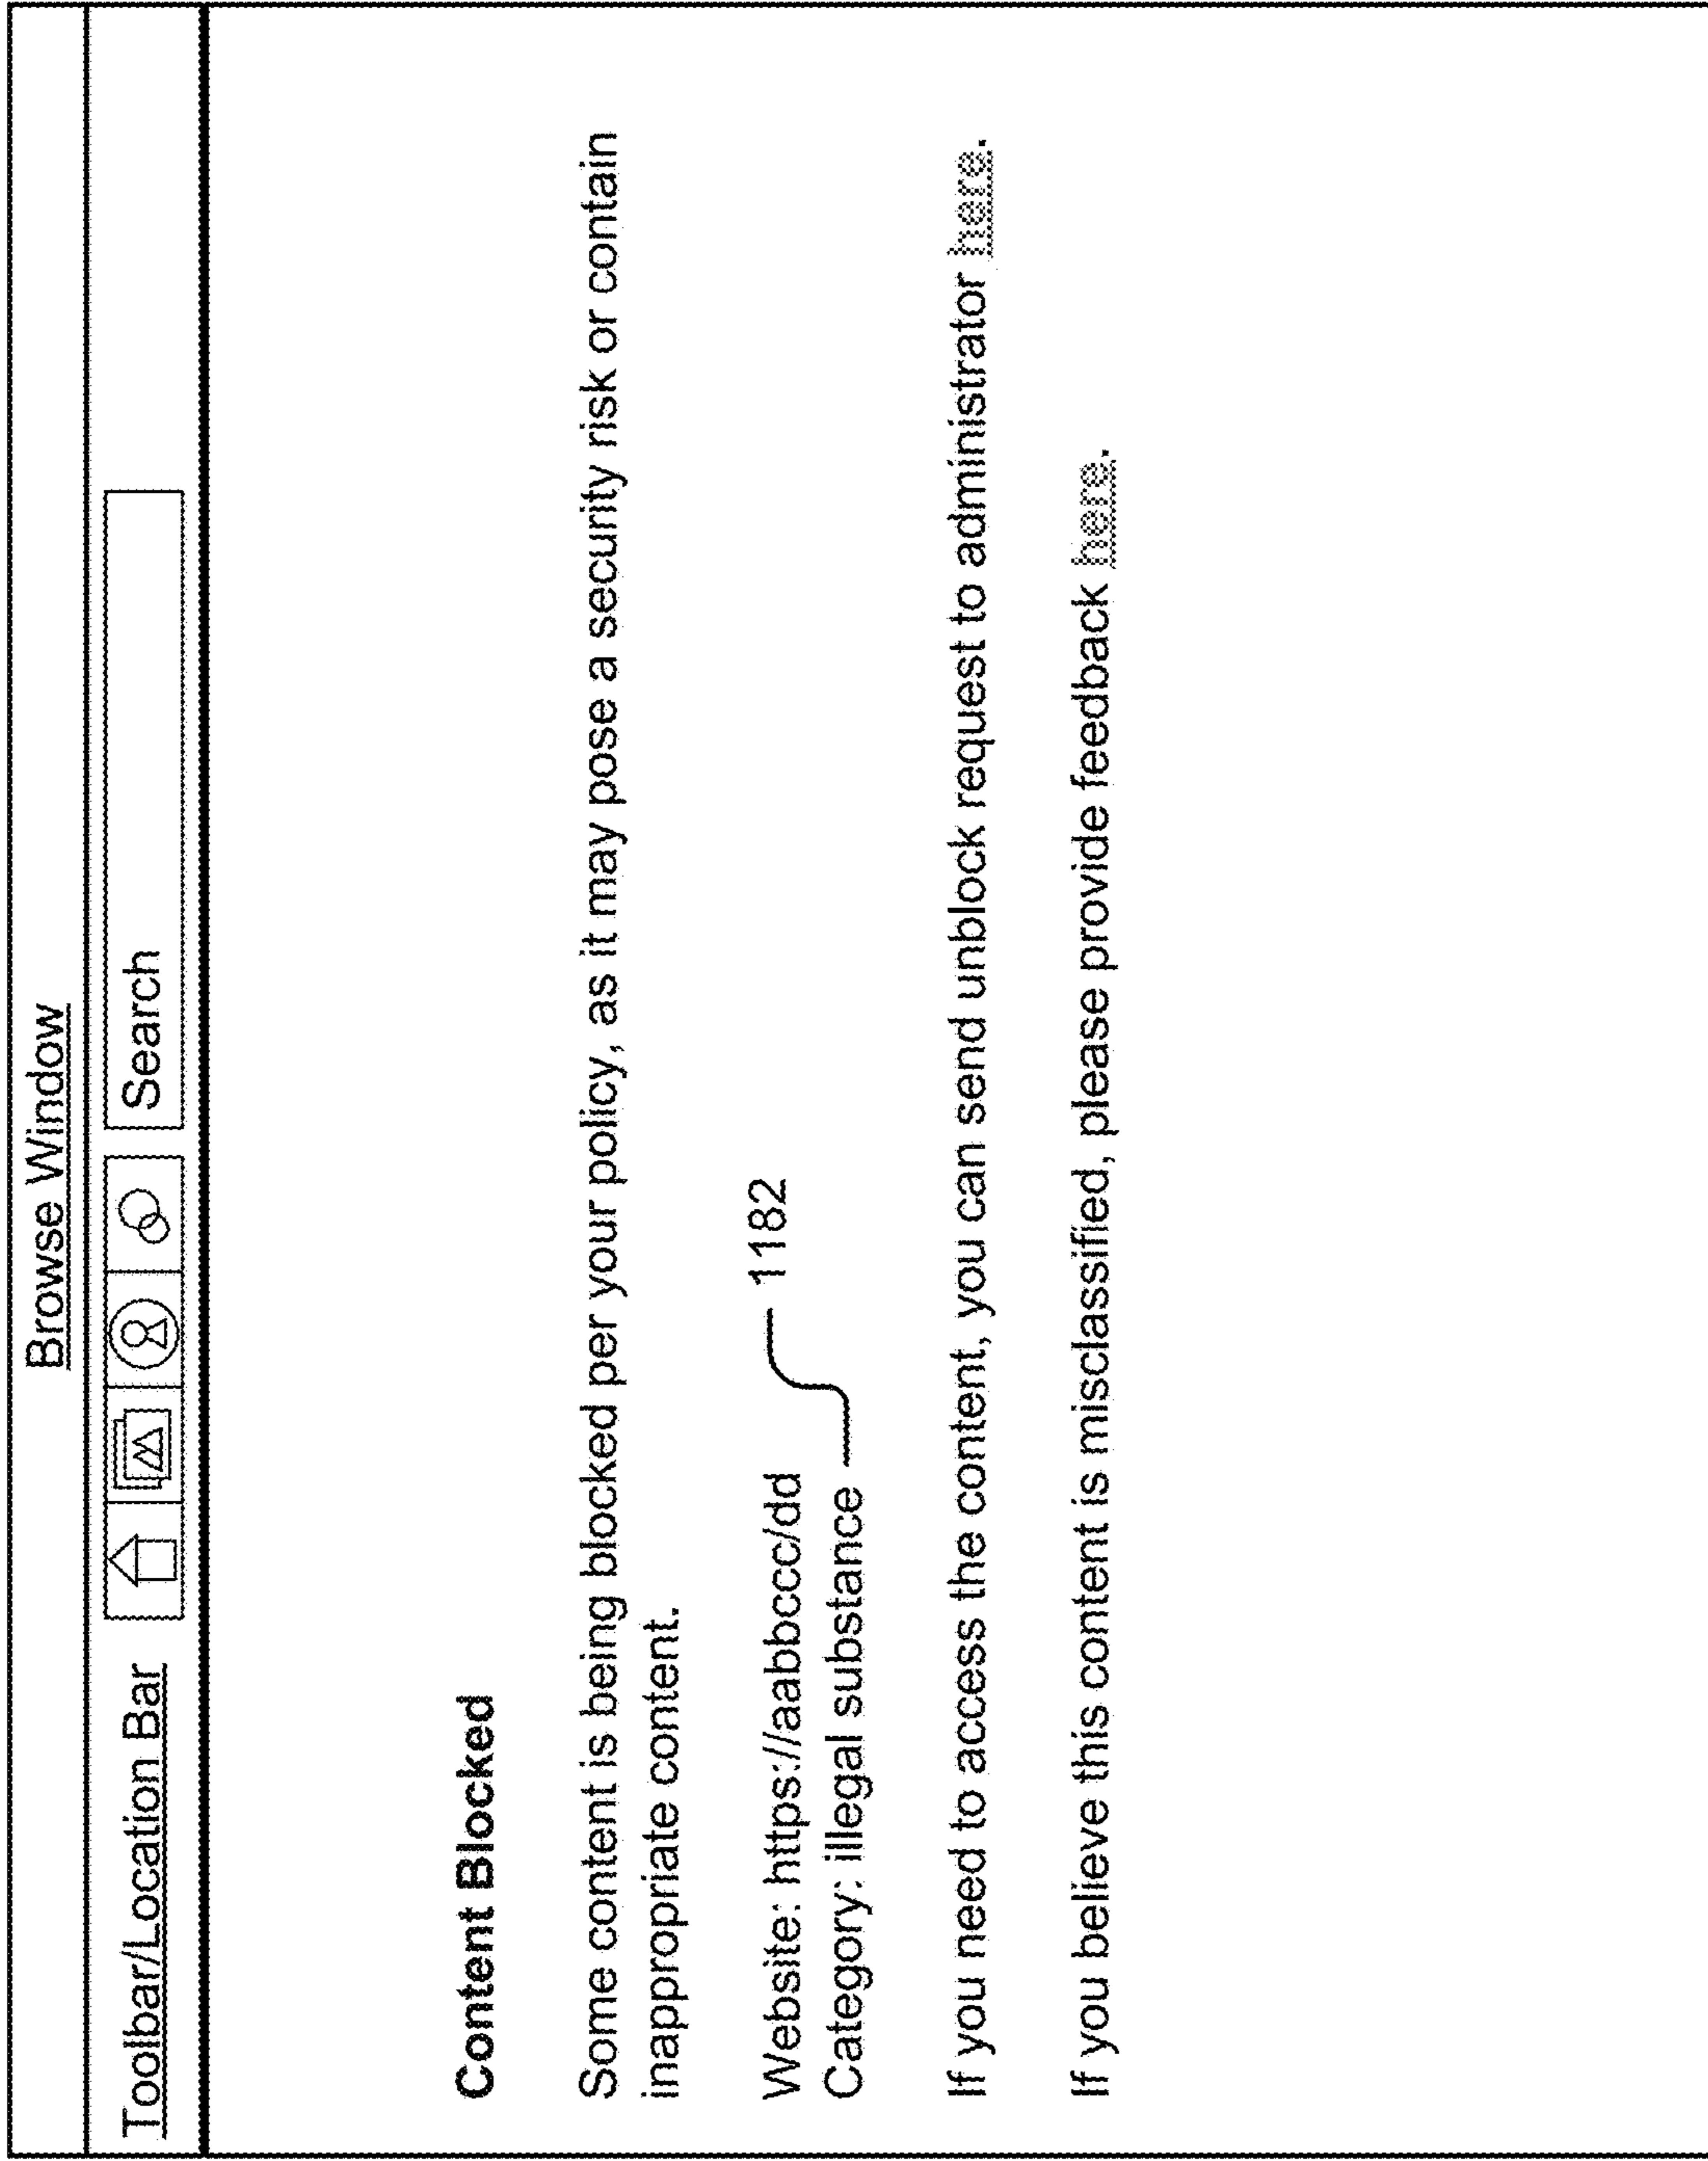 Browse Window
Toolbar/Location Bar
Search
Content Blocked
Some content is being blocked per your policy, as it may pose a security risk or contain
inappropriate content.
Website: https://aabbccc/dd
Category: illegal substance
1182
If you need to access the content, you can send unblock request to administrator here.
If you believe this content is misclassified, please provide feedback here.